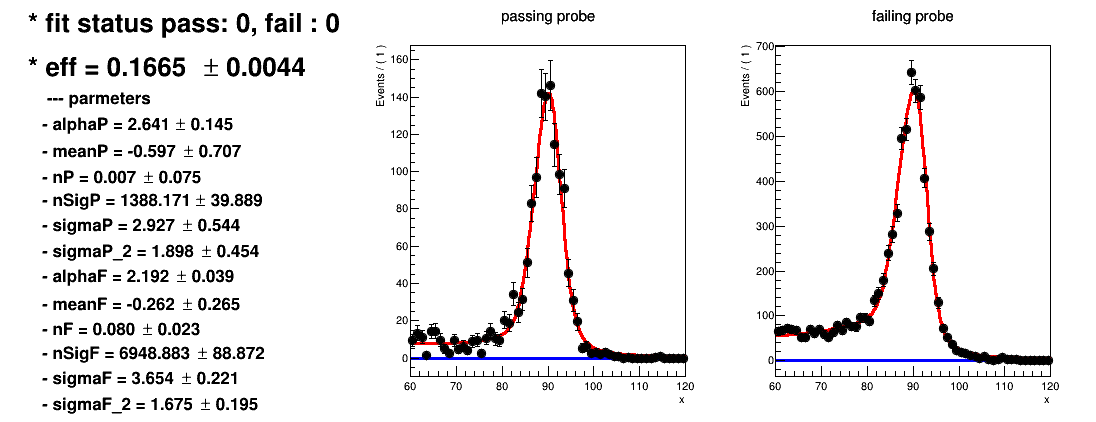 * fit status pass: 0, fail : 0
* eff = 0.1665 ± 0.0044
--- parmeters
- alphaP = 2.641 ± 0.145
- meanP = -0.597 ± 0.707
- nP = 0.007 ± 0.075
- nSigP = 1388.171 ± 39.889
- sigmaP = 2.927 ± 0.544
- sigmaP_2 = 1.898 ± 0.454
- alphaF = 2.192 ± 0.039
- meanF = -0.262 ± 0.265
- nF = 0.080 ± 0.023
- nSigF = 6948.883 ± 88.872
- sigmaF = 3.654 ± 0.221
- sigmaF_2 = 1.675 ± 0.195
passing probe
Events / ( 1 )
160
140
120
100
80
60
40
20
0
60 70 80 90 100 110 120
x
failing probe
Events / ( 1 )
700
600
500
400
300
200
100
0
60 70 80 90 100 110 120
x